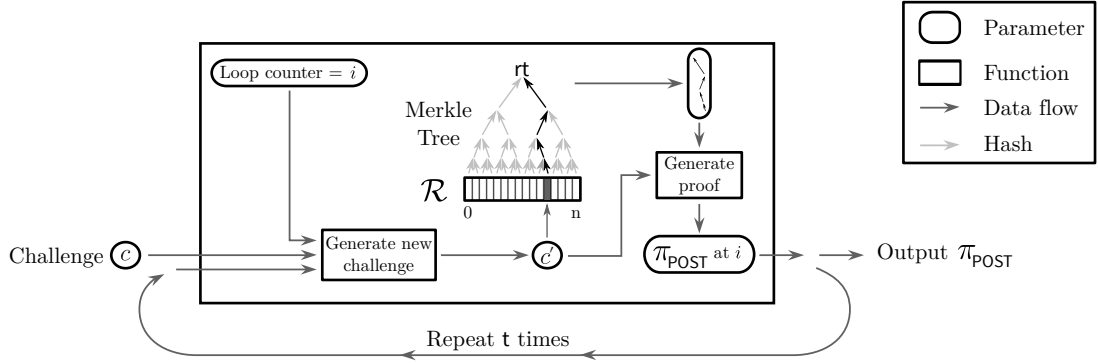 Loop counter = i
rt
Merkle
Tree
R
0 n
Generate
proof
Generate new
challenge
Challenge c
c′
π_POST at i
Output π_POST
Repeat t times
Parameter
Function
Data flow
Hash